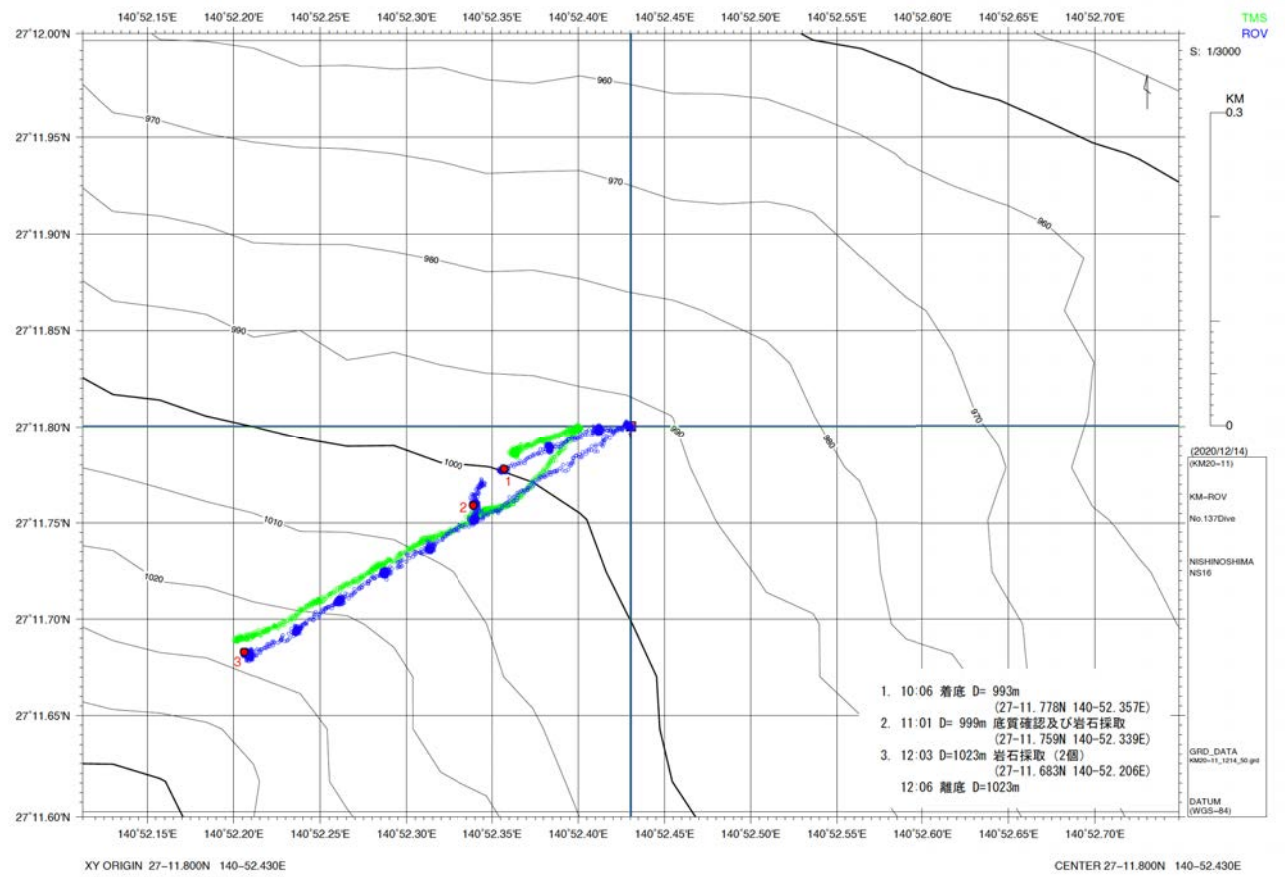 140°52.15'E 140°52.20'E 140°52.25'E 140°52.30'E 140°52.35'E 140°52.40'E 140°52.45'E 140°52.50'E 140°52.55'E 140°52.60'E 140°52.65'E 140°52.70'E
TMS
ROV
27°12.00'N
S: 1/3000
960
KM
0.3
970
27°11.95'N
970
960
27°11.90'N
980
990
27°11.85'N
970
27°11.80'N
990
980
0
1000
1
2
(2020/12/14)
(KM20-11)
KM-ROV
No.137Dive
NISHINOSHIMA
NS16
1010
27°11.75'N
1020
27°11.70'N
3
27°11.65'N
1. 10:06 着底 D= 993m
(27-11.778N 140-52.357E)
2. 11:01 D= 999m 底質確認及び岩石採取
(27-11.759N 140-52.339E)
3. 12:03 D=1023m 岩石採取 (2個)
(27-11.683N 140-52.206E)
12:06 離底 D=1023m
GRD_DATA
KM20-11_1214_50.grd
DATUM
(WGS-84)
27°11.60'N
140°52.15'E 140°52.20'E 140°52.25'E 140°52.30'E 140°52.35'E 140°52.40'E 140°52.45'E 140°52.50'E 140°52.55'E 140°52.60'E 140°52.65'E 140°52.70'E
XY ORIGIN 27-11.800N 140-52.430E
CENTER 27-11.800N 140-52.430E